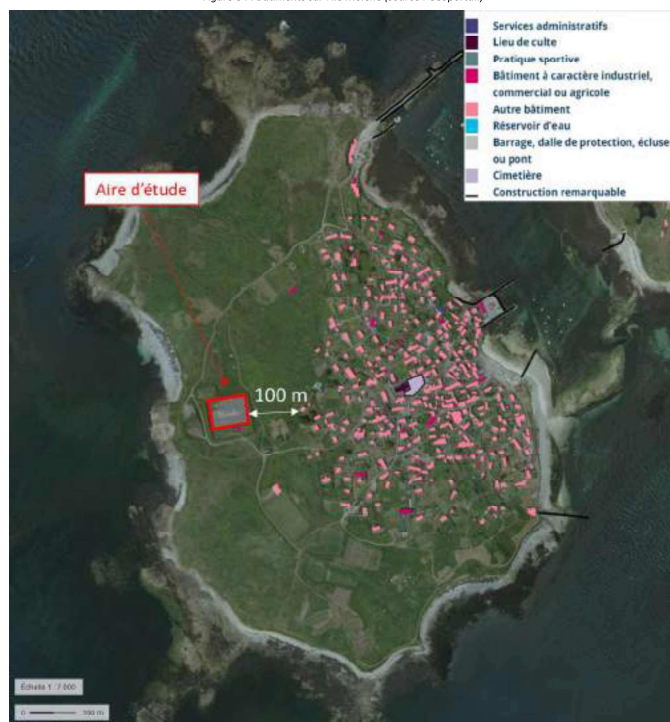 Services administratifs
Lieu de culte
Pratique sportive
Bâtiment à caractère industriel,
commercial ou agricole
Autre bâtiment
Réservoir d'eau
Barrage, dalle de protection, écluse
ou pont
Cimetière
Construction remarquable
Aire d'étude
100 m
Échelle 1 : 7 000
0 100 m